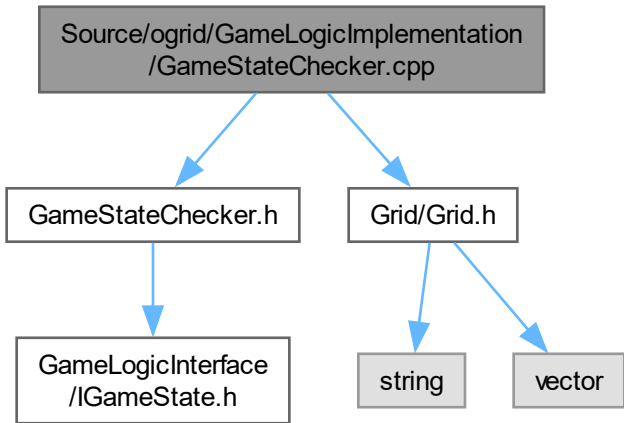 Source/ogrid/GameLogicImplementation
/GameStateChecker.cpp
GameStateChecker.h
Grid/Grid.h
GameLogicInterface
/IGameState.h
string
vector